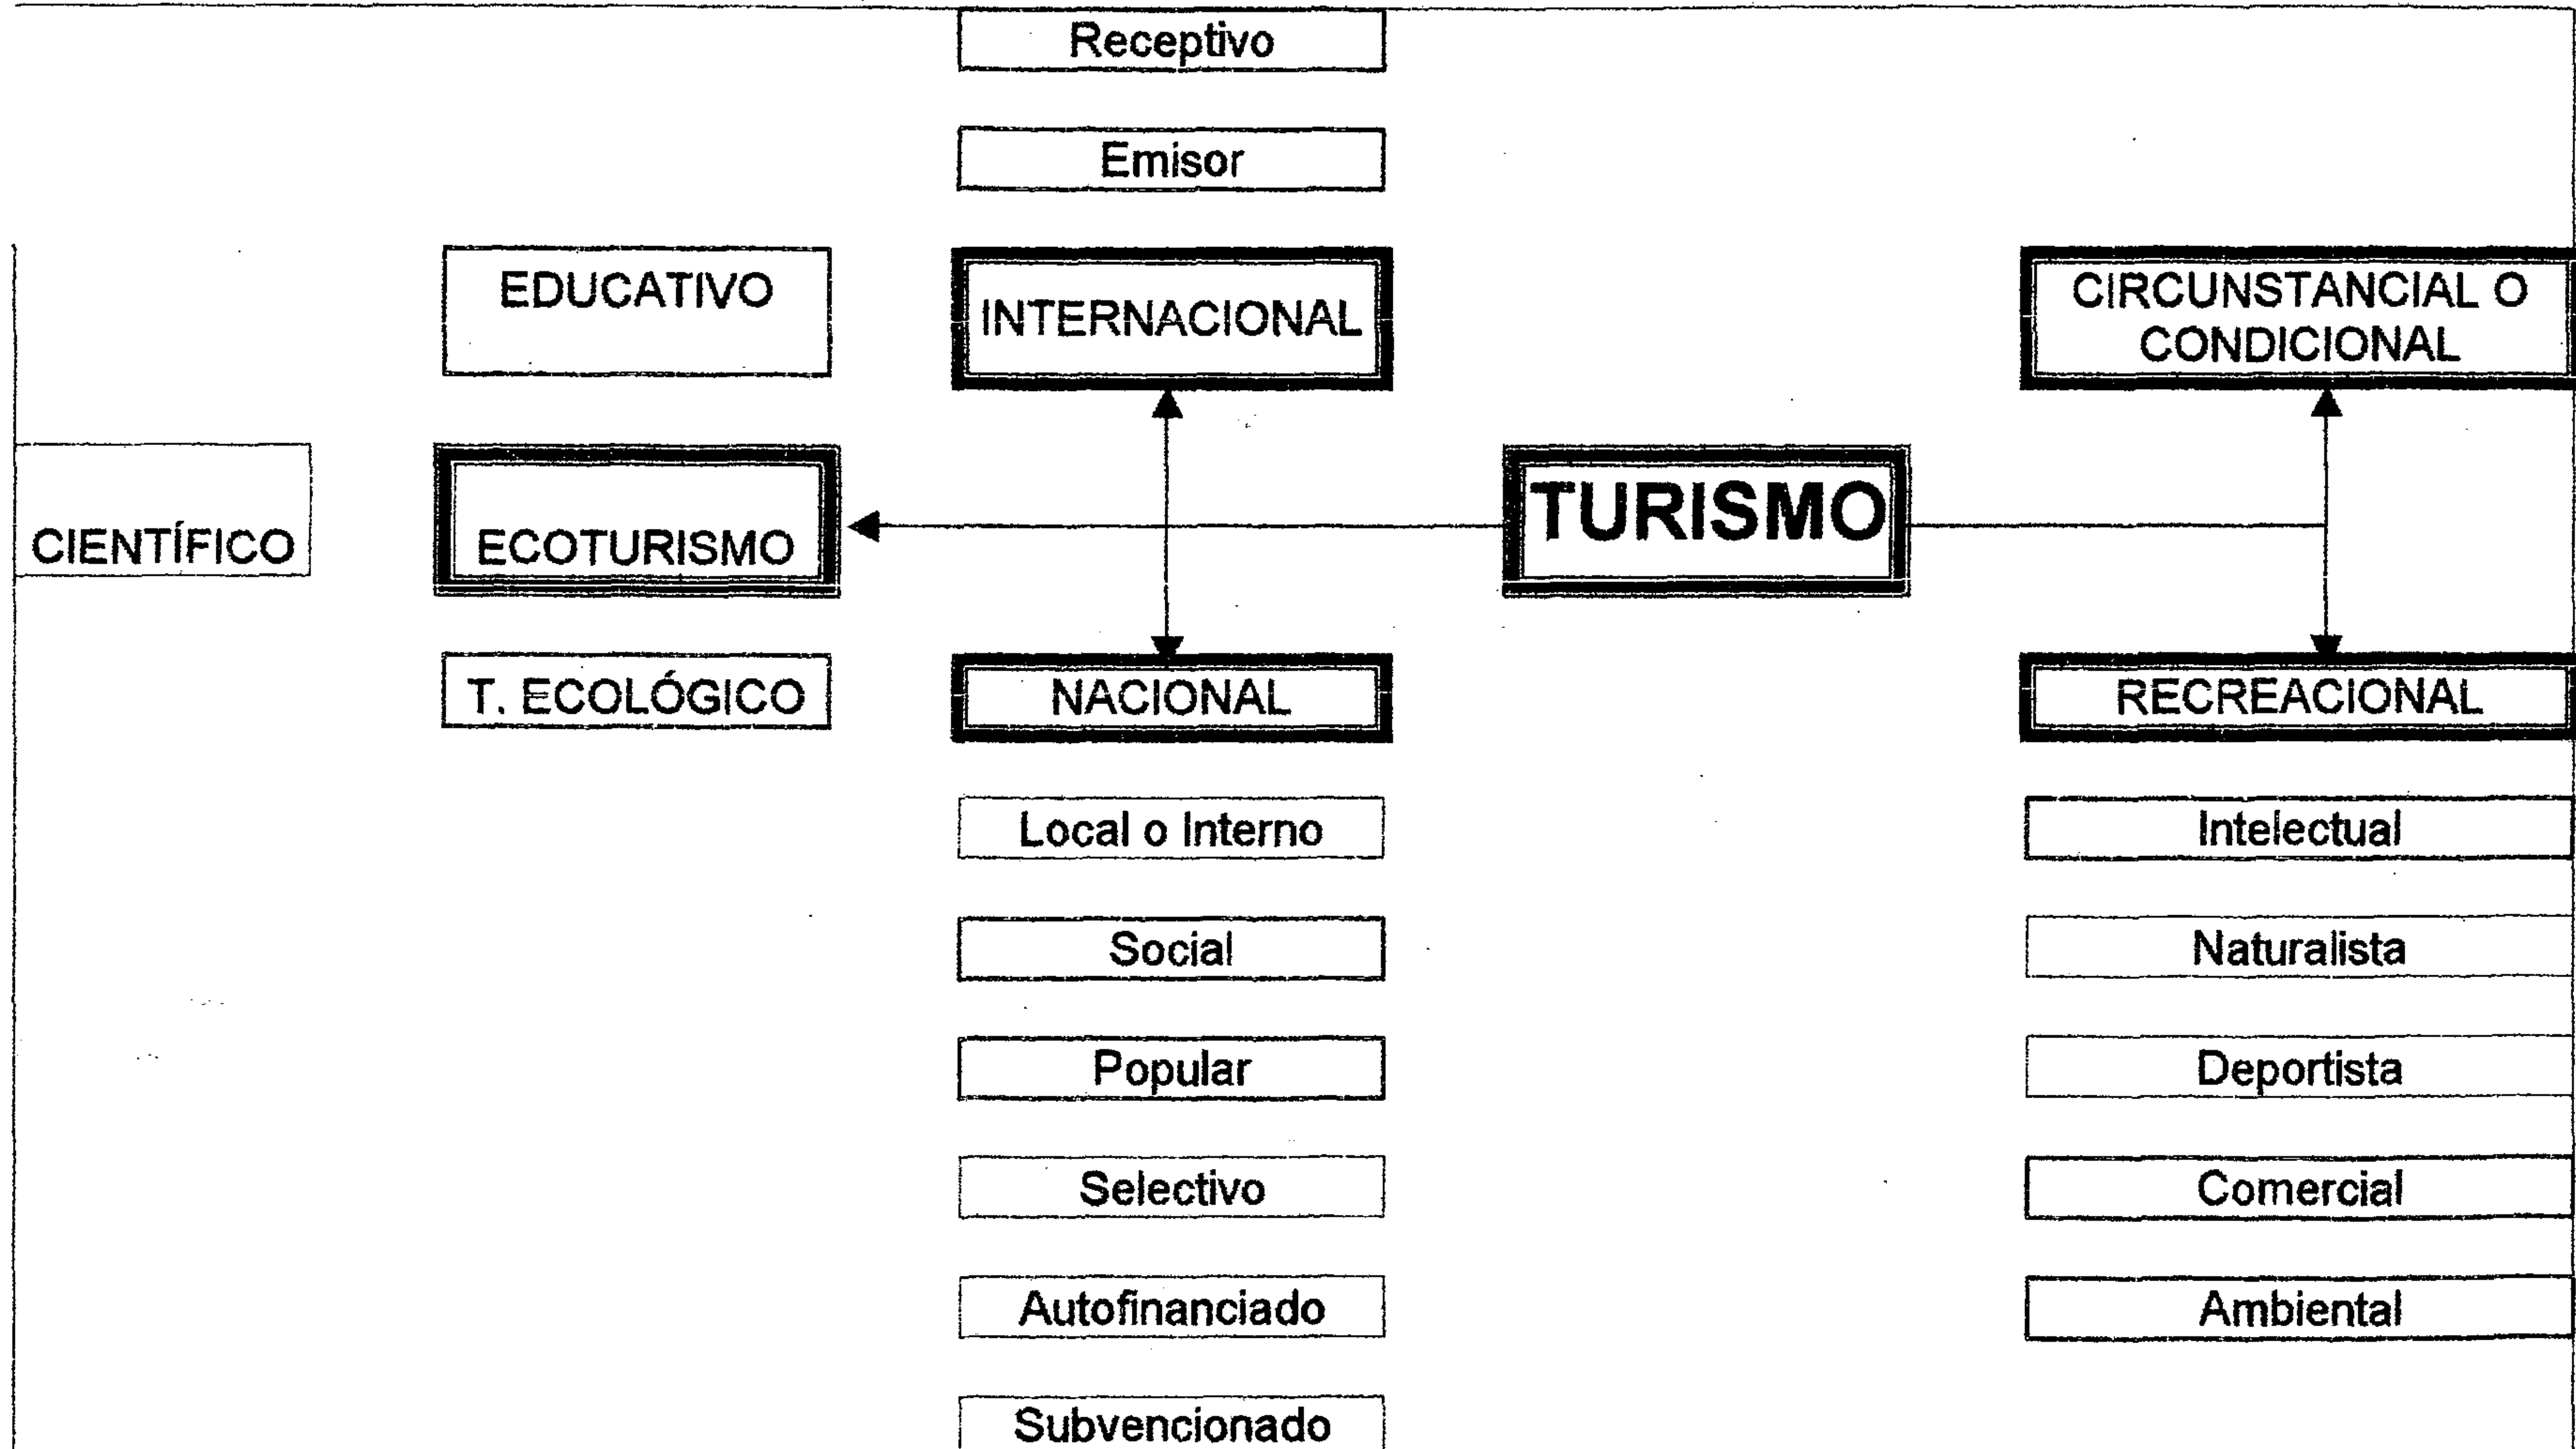 Receptivo
Emisor
EDUCATIVO
INTERNACIONAL
CIRCUNSTANCIAL O
CONDICIONAL
CIENTÍFICO
ECOTURISMO
TURISMO
T. ECOLÓGICO
NACIONAL
RECREACIONAL
Local o Interno
Intelectual
Social
Naturalista
Popular
Deportista
Selectivo
Comercial
Autofinanciado
Ambiental
Subvencionado